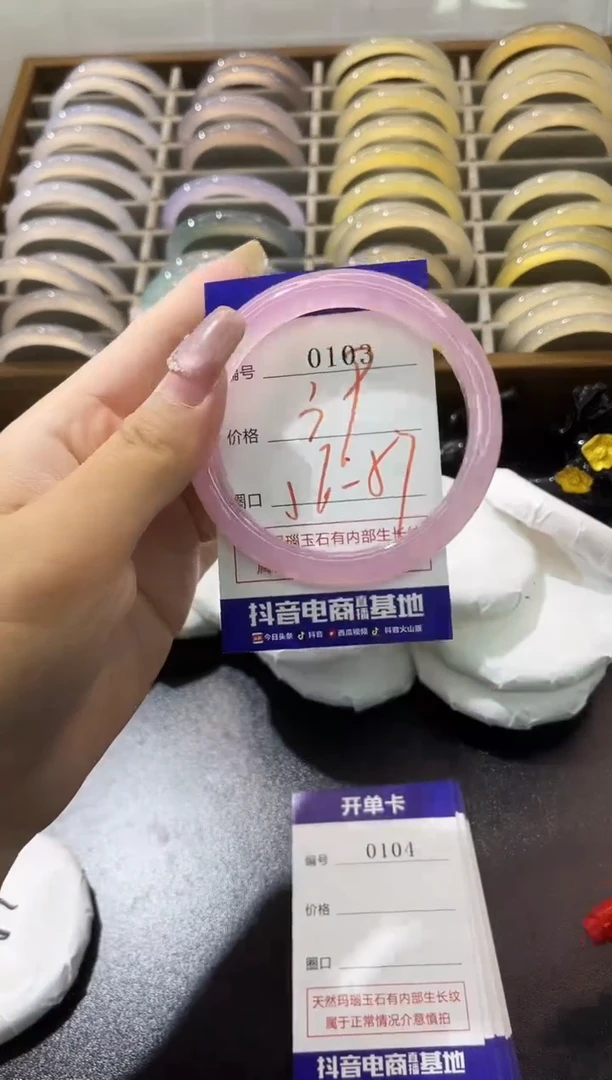 编号 0103
价格
圈口 56-57
玛瑙玉石有内部生长纹
抖音电商直播基地
今日头条 抖音 西瓜视频 抖音火山版
开单卡
编号 0104
价格
圈口
天然玛瑙玉石有内部生长纹
属于正常情况介意慎拍
抖音电商直播基地